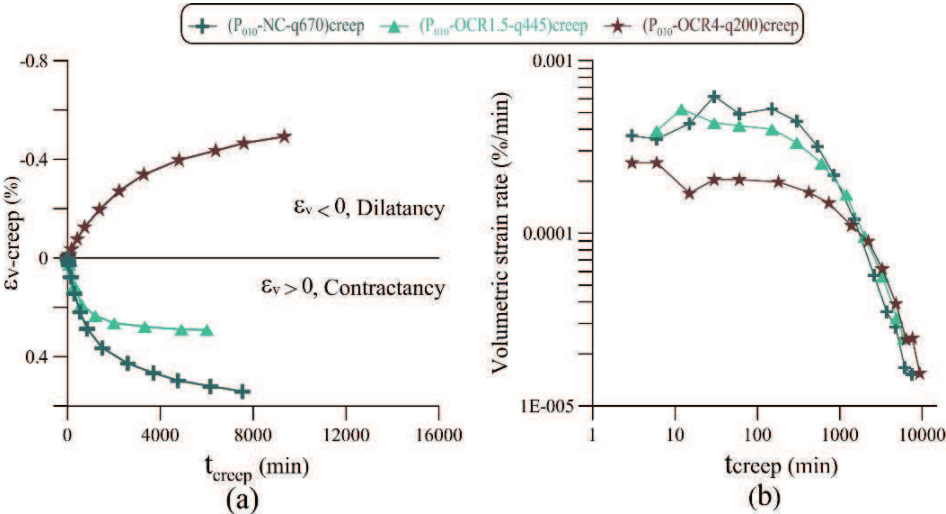 (P010-NC-q670)creep (P010-OCR1.5-q445)creep (P010-OCR4-q200)creep
-0.8
-0.4
0
0.4
εv-creep (%)
εv<0, Dilatancy
εv>0, Contractancy
0 4000 8000 12000 16000
tcreep (min)
(a)
0.001
0.0001
1E-005
Volumetric strain rate (%/min)
1 10 100 1000 10000
tcreep (min)
(b)